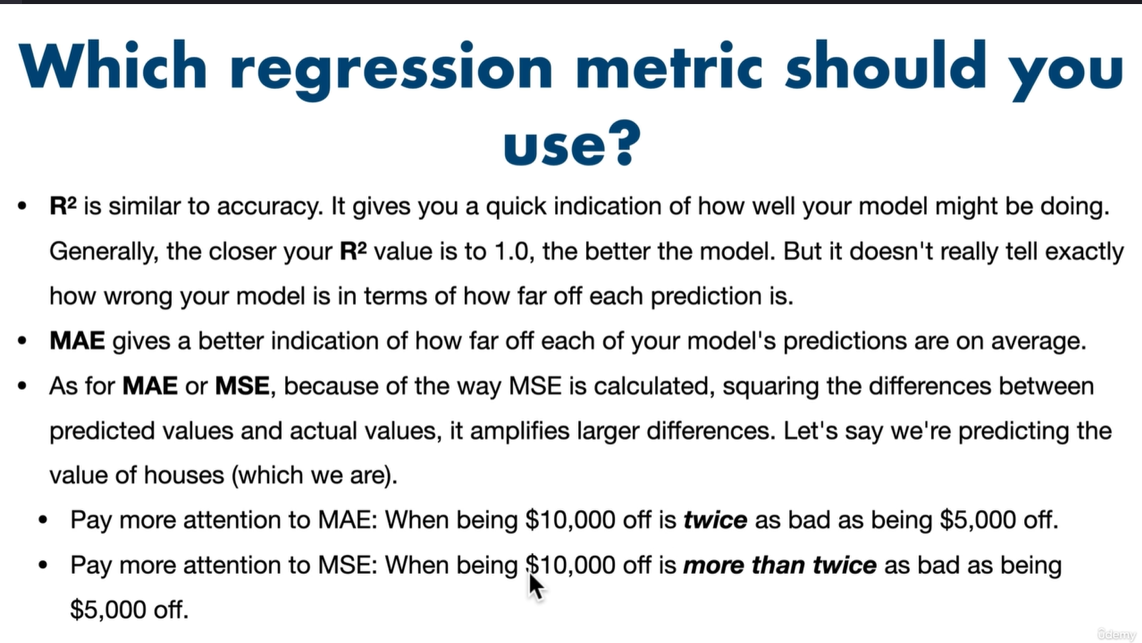 Which regression metric should you
use?
• R² is similar to accuracy. It gives you a quick indication of how well your model might be doing.
Generally, the closer your R² value is to 1.0, the better the model. But it doesn't really tell exactly
how wrong your model is in terms of how far off each prediction is.
• MAE gives a better indication of how far off each of your model's predictions are on average.
• As for MAE or MSE, because of the way MSE is calculated, squaring the differences between
predicted values and actual values, it amplifies larger differences. Let's say we're predicting the
value of houses (which we are).
• Pay more attention to MAE: When being $10,000 off is twice as bad as being $5,000 off.
• Pay more attention to MSE: When being $10,000 off is more than twice as bad as being
$5,000 off.
ûdemy